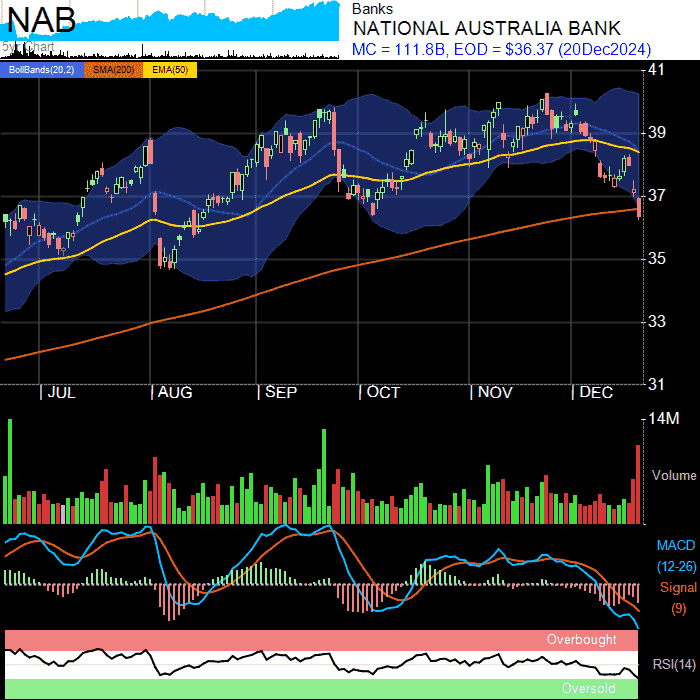 NAB
5yr Chart
Banks
NATIONAL AUSTRALIA BANK
MC = 111.8B, EOD = $36.37 (20Dec2024)
BollBands(20,2) SMA(200) EMA(50)
41
39
37
35
33
31
JUL AUG SEP OCT NOV DEC
14M
Volume
MACD
(12-26)
Signal
(9)
Overbought
RSI(14)
Oversold